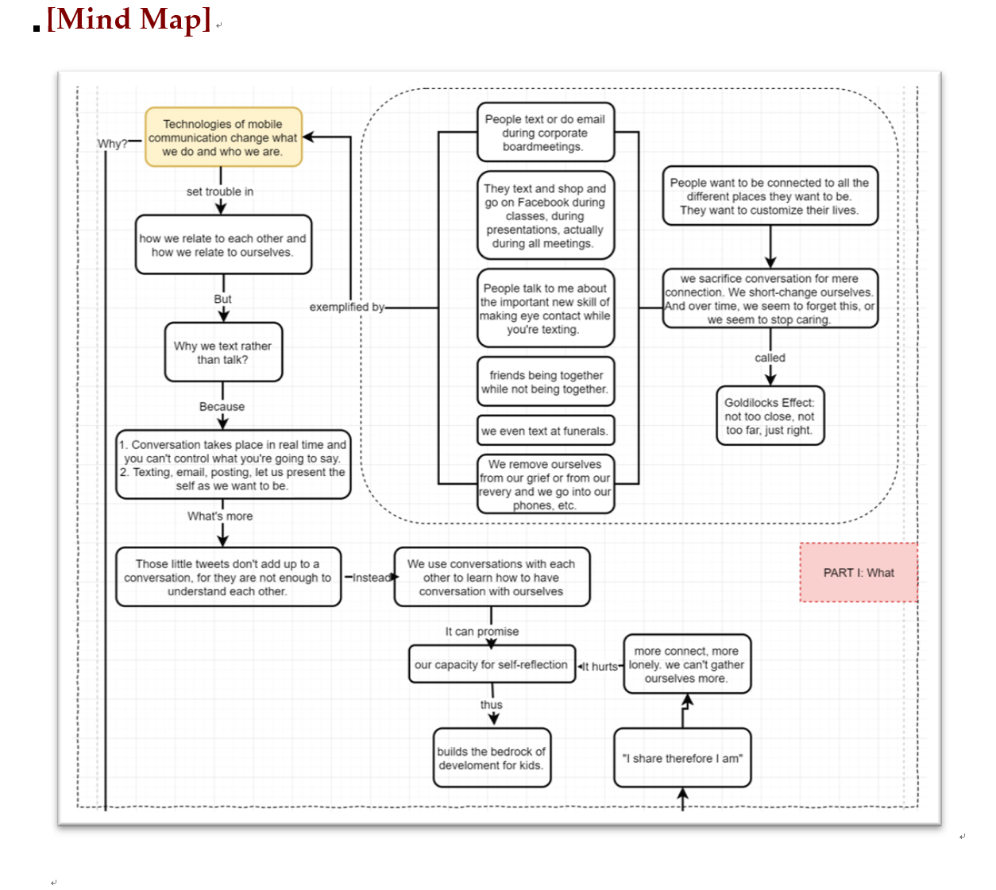 [Mind Map]
Why?
Technologies of mobile
communication change what
we do and who we are.
set trouble in
how we relate to each other and
how we relate to ourselves.
But
Why we text rather
than talk?
Because
1. Conversation takes place in real time and
you can't control what you're going to say.
2. Texting, email, posting, let us present the
self as we want to be.
What's more
Those little tweets don't add up to a
conversation, for they are not enough to
understand each other.
Instead
We use conversations with each
other to learn how to have
conversation with ourselves
It can promise
our capacity for self-reflection
thus
builds the bedrock of
develoment for kids.
exemplified by
People text or do email
during corporate
boardmeetings.
They text and shop and
go on Facebook during
classes, during
presentations, actually
during all meetings.
People talk to me about
the important new skill of
making eye contact while
you're texting.
friends being together
while not being together.
we even text at funerals.
We remove ourselves
from our grief or from our
revery and we go into our
phones, etc.
People want to be connected to all the
different places they want to be.
They want to customize their lives.
we sacrifice conversation for mere
connection. We short-change ourselves.
And over time, we seem to forget this, or
we seem to stop caring.
called
Goldilocks Effect:
not too close, not
too far, just right.
PART I: What
more connect, more
lonely. we can't gather
ourselves more.
It hurts
"I share therefore I am"